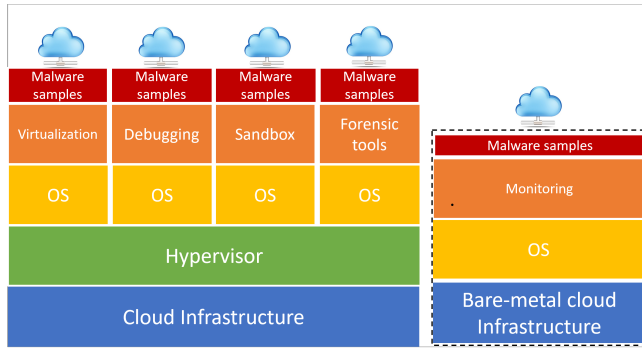 Malware
samples
Malware
samples
Malware
samples
Malware
samples
Virtualization
Debugging
Sandbox
Forensic
tools
OS
OS
OS
OS
Hypervisor
Cloud Infrastructure
Malware samples
Monitoring
OS
Bare-metal cloud
Infrastructure